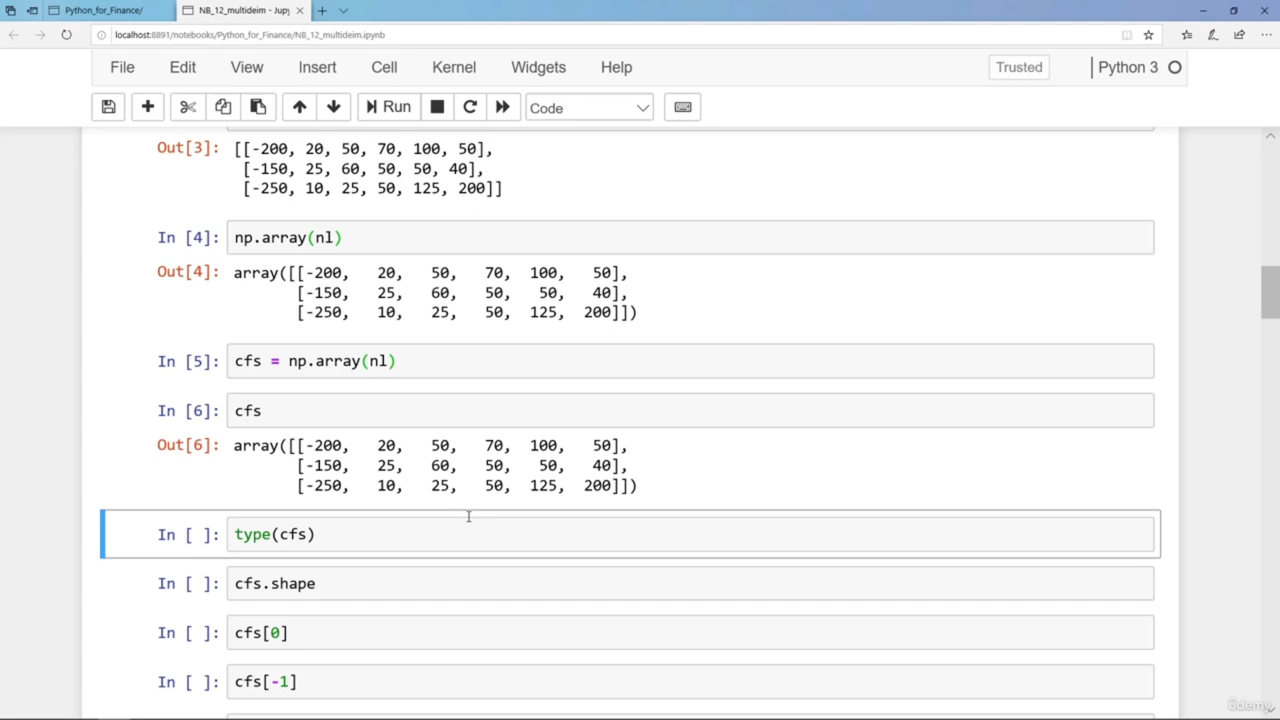 Python_for_Finance/
NB_12_multideim - Jupy
localhost:8891/notebooks/Python_for_Finance/NB_12_multideim.ipynb
File Edit View Insert Cell Kernel Widgets Help Trusted Python 3
Run Code
Out[3]: [[-200, 20, 50, 70, 100, 50],
[-150, 25, 60, 50, 50, 40],
[-250, 10, 25, 50, 125, 200]]
In [4]: np.array(nl)
Out[4]: array([[-200, 20, 50, 70, 100, 50],
[-150, 25, 60, 50, 50, 40],
[-250, 10, 25, 50, 125, 200]])
In [5]: cfs = np.array(nl)
In [6]: cfs
Out[6]: array([[-200, 20, 50, 70, 100, 50],
[-150, 25, 60, 50, 50, 40],
[-250, 10, 25, 50, 125, 200]])
In [ ]: type(cfs)
In [ ]: cfs.shape
In [ ]: cfs[0]
In [ ]: cfs[-1]
ûdemy